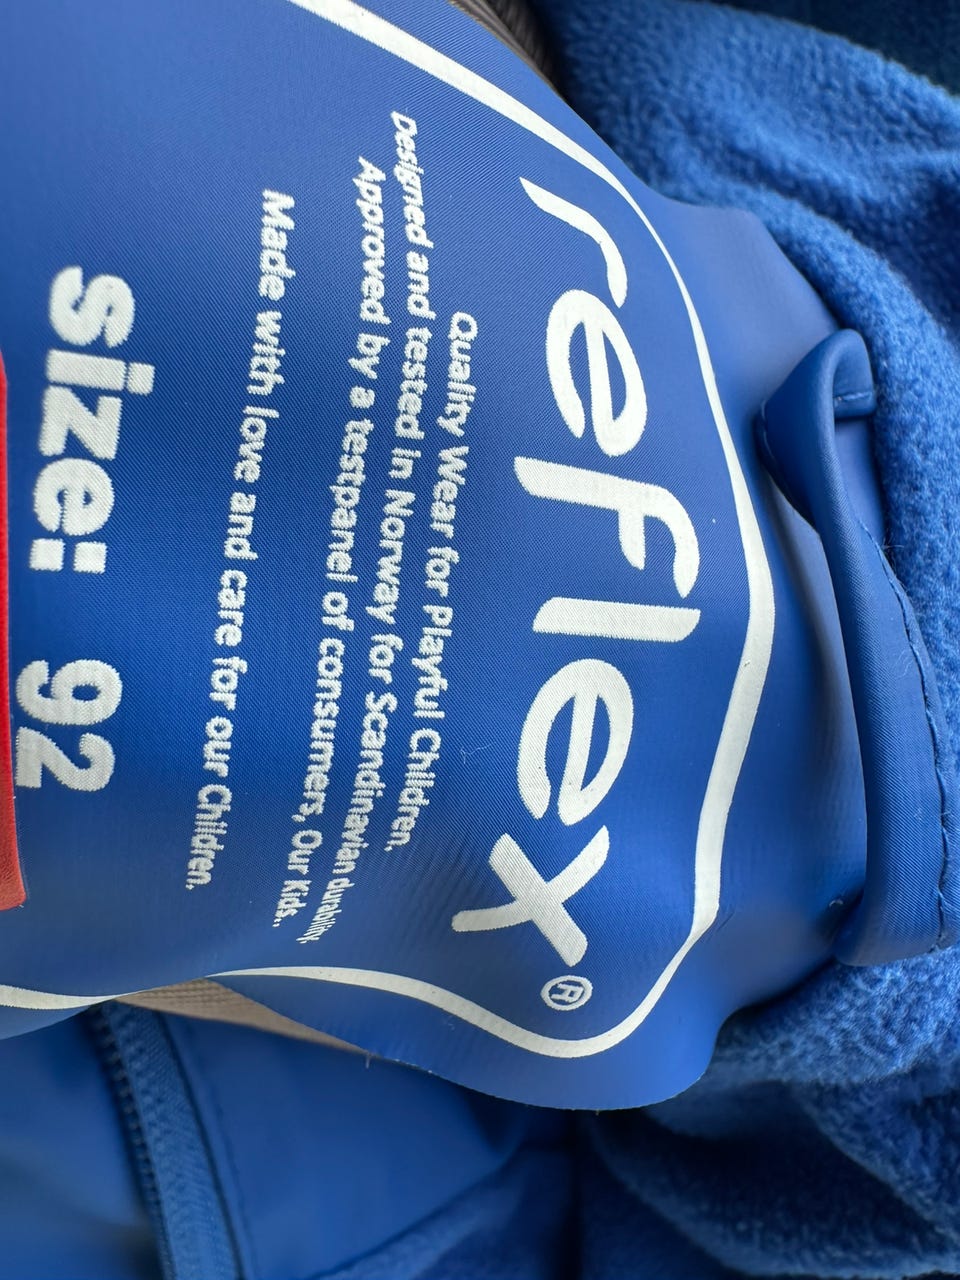 reflex®
Quality Wear for Playful Children.
Designed and tested in Norway for Scandinavian durability.
Approved by a testpanel of consumers, Our Kids..
Made with love and care for our Children.
size: 92